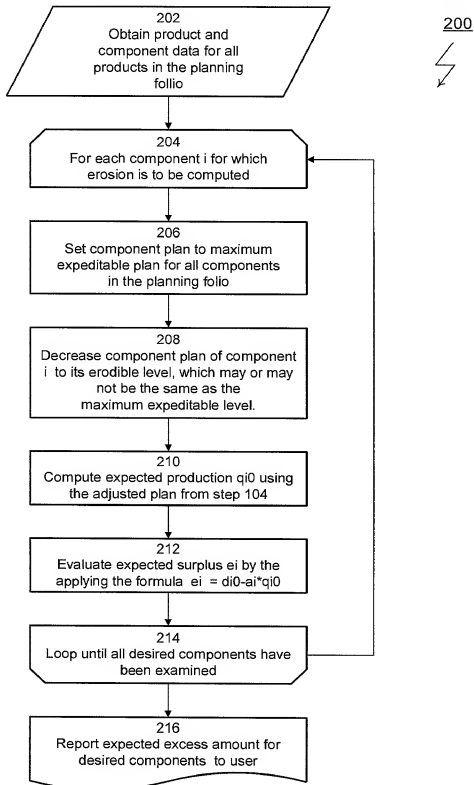 200
202
Obtain product and
component data for all
products in the planning
follio
204
For each component i for which
erosion is to be computed
206
Set component plan to maximum
expeditable plan for all components
in the planning folio
208
Decrease component plan of component
i to its erodible level, which may or may
not be the same as the
maximum expeditable level.
210
Compute expected production qi0 using
the adjusted plan from step 104
212
Evaluate expected surplus ei by the
applying the formula ei = di0-ai*qi0
214
Loop until all desired components have
been examined
216
Report expected excess amount for
desired components to user